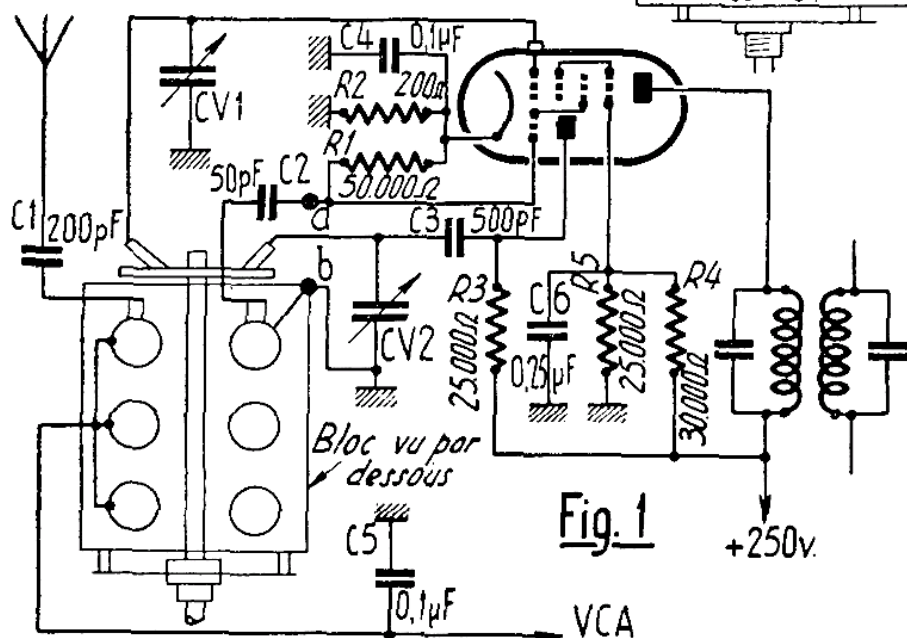 C4
0,1µF
R2
200Ω
R1
50.000Ω
CV1
50pF
C2
a
C1
200pF
C3
500pF
b
CV2
R3
25.000Ω
C6
0,25µF
R5
25.000Ω
R4
30.000Ω
Bloc vu par
dessous
Fig. 1
+250v.
C5
0,1µF
VCA